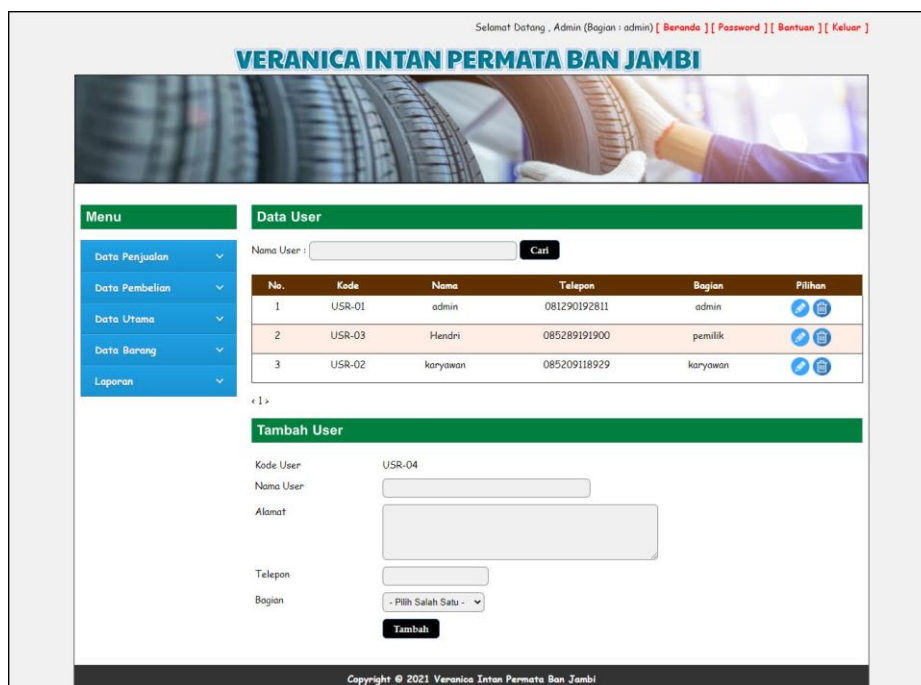 Selamat Datang , Admin (Bagian : admin) [ Beranda ] [ Password ] [ Bantuan ] [ Keluar ]
VERANICA INTAN PERMATA BAN JAMBI
Menu
Data Penjualan
Data Pembelian
Data Utama
Data Barang
Laporan
Data User
Nama User : Cari
No. Kode Nama Telepon Bagian Pilihan
1 USR-01 admin 081290192811 admin
2 USR-03 Hendri 085289191900 pemilik
3 USR-02 karyawan 085209118929 karyawan
‹ 1 ›
Tambah User
Kode User USR-04
Nama User
Alamat
Telepon
Bagian - Pilih Salah Satu -
Tambah
Copyright © 2021 Veranica Intan Permata Ban Jambi